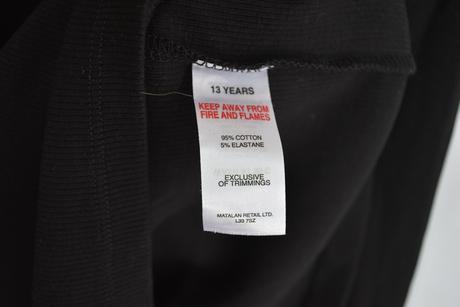 13 YEARS
KEEP AWAY FROM
FIRE AND FLAMES
95% COTTON
5% ELASTANE
EXCLUSIVE
OF TRIMMINGS
MATALAN RETAIL LTD.
L33 7SZ